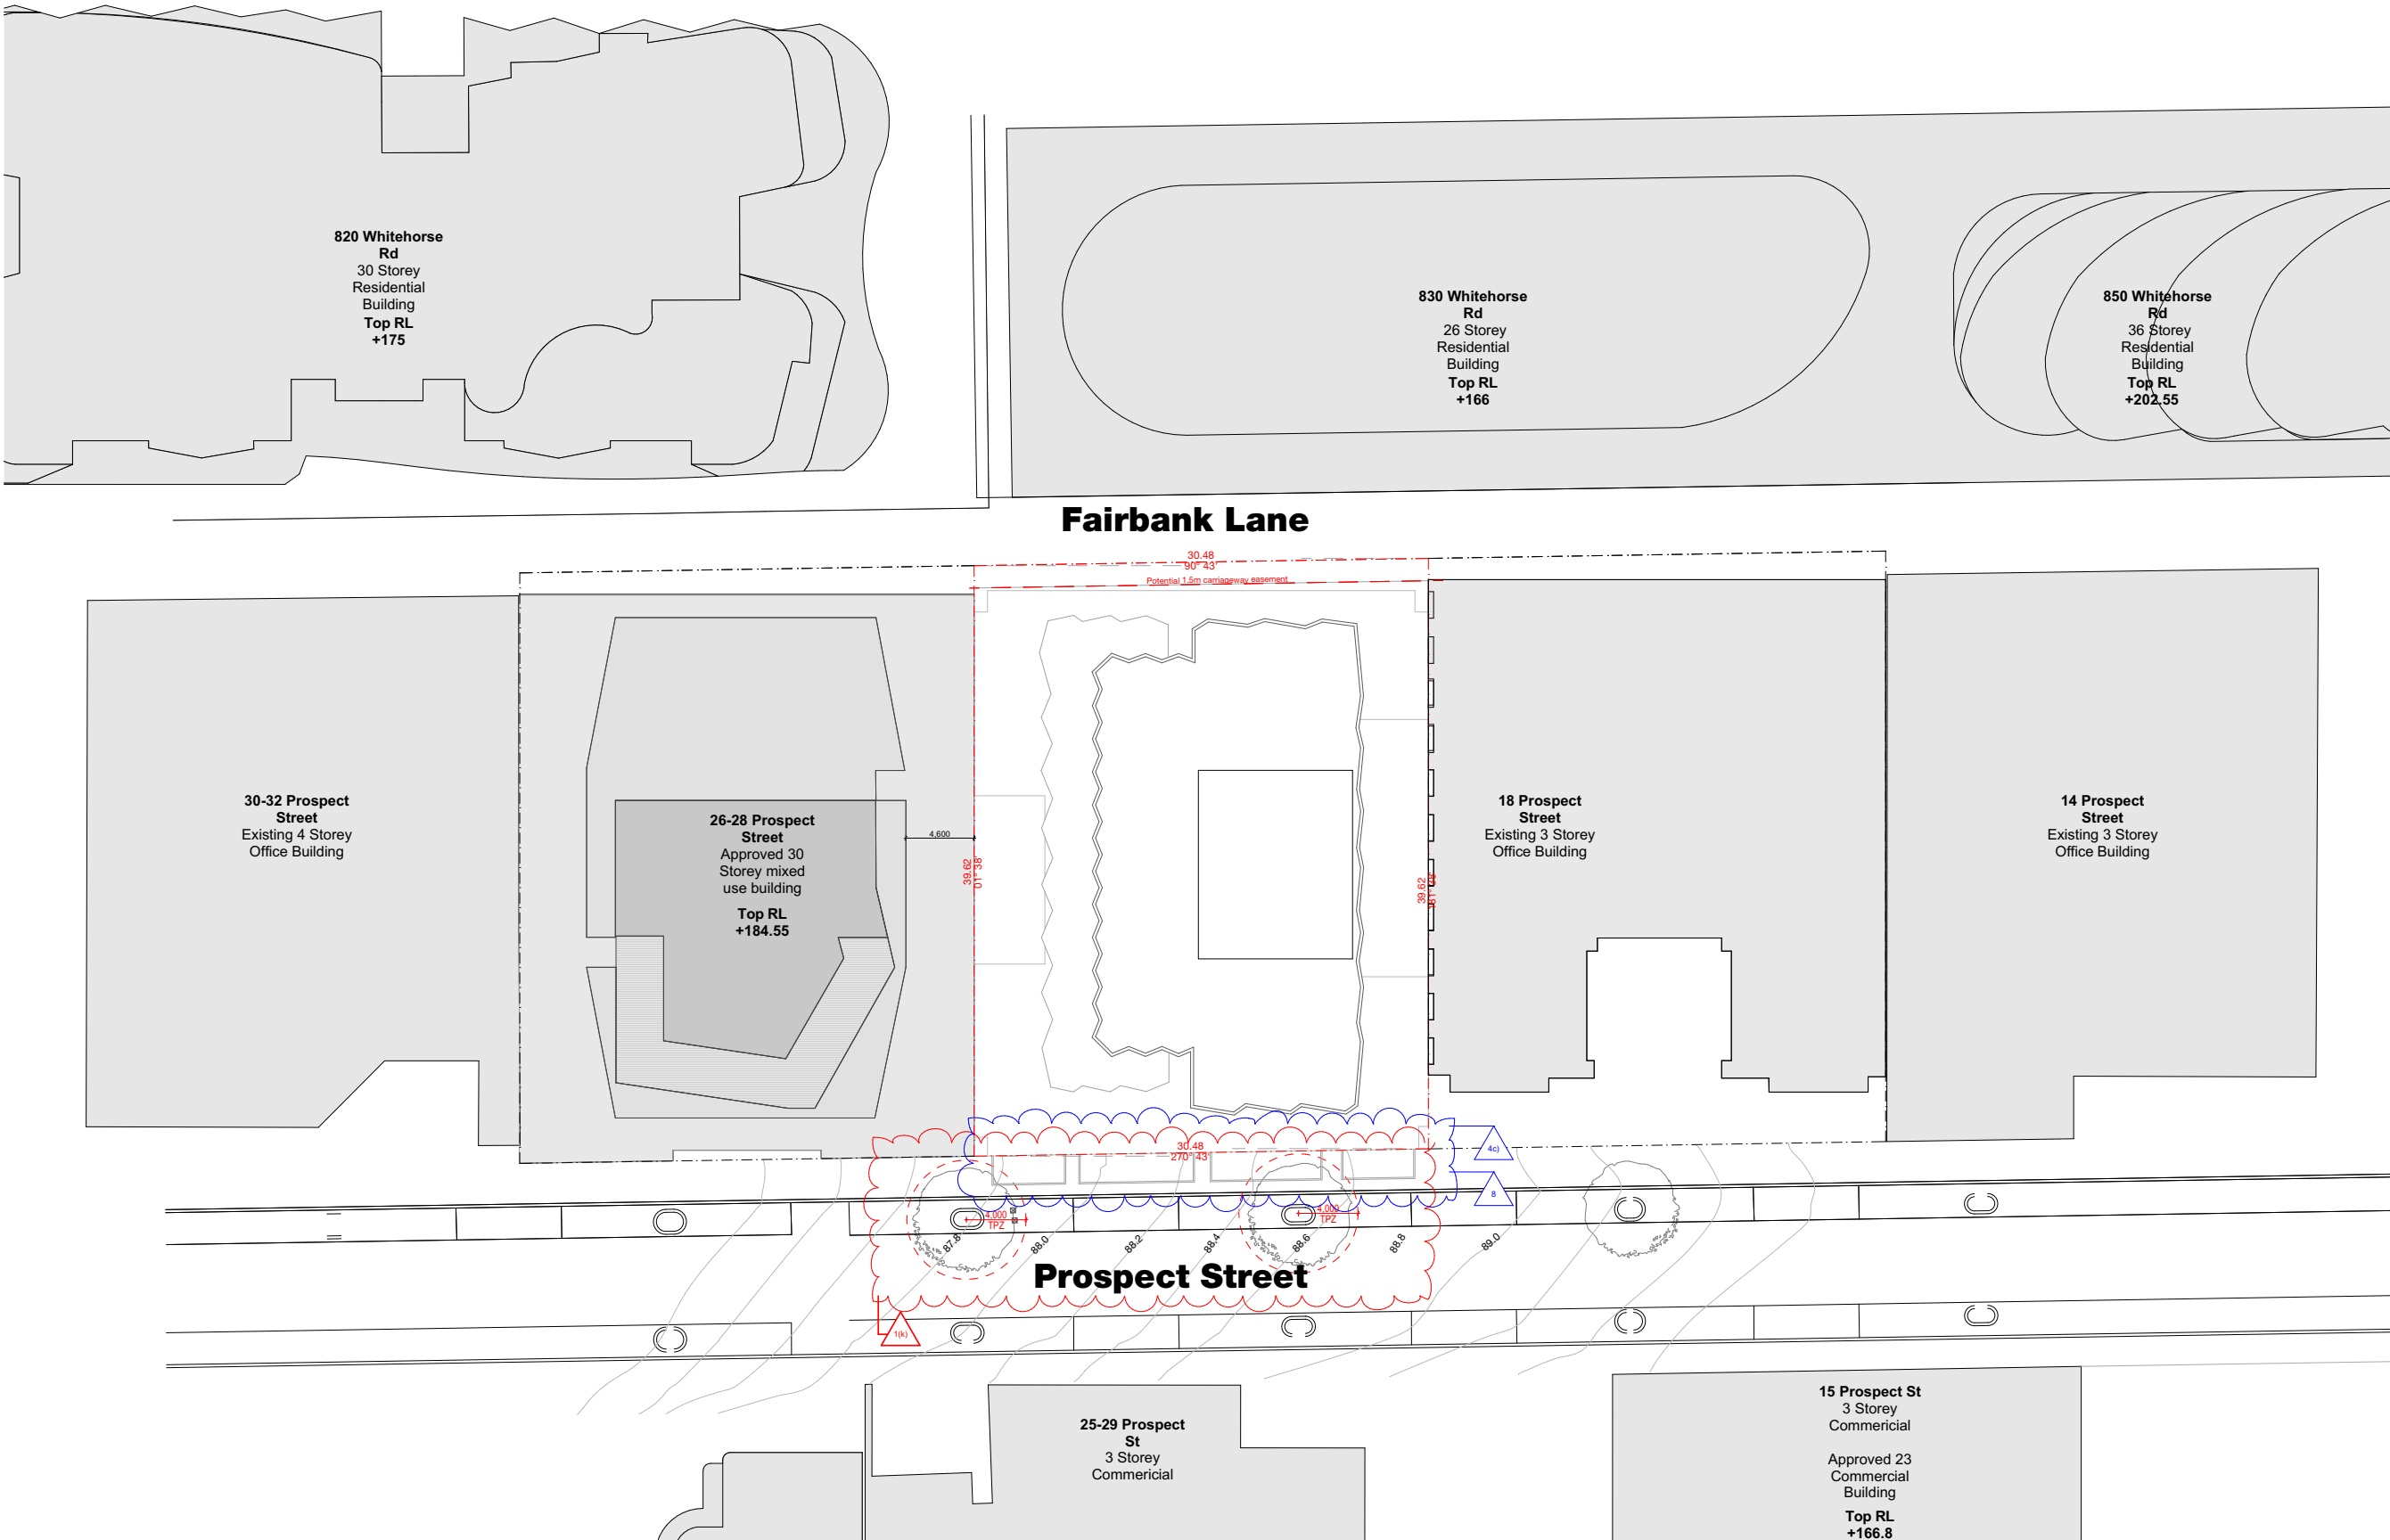 820 Whitehorse
Rd
30 Storey
Residential
Building
Top RL
+175
830 Whitehorse
Rd
26 Storey
Residential
Building
Top RL
+166
850 Whitehorse
Rd
36 Storey
Residential
Building
Top RL
+202.55
Fairbank Lane
30.48
90° 43'
Potential 1.5m carriageway easement
30-32 Prospect
Street
Existing 4 Storey
Office Building
26-28 Prospect
Street
Approved 30
Storey mixed
use building
Top RL
+184.55
4,600
39.62
01° 38'
39.62
18 Prospect
Street
Existing 3 Storey
Office Building
14 Prospect
Street
Existing 3 Storey
Office Building
30.48
270° 43'
4c)
8
4,000
TPZ
4,000
TPZ
87.8
88.0
88.2
88.4
88.6
88.8
89.0
Prospect Street
1(k)
25-29 Prospect
St
3 Storey
Commericial
15 Prospect St
3 Storey
Commericial
Approved 23
Commercial
Building
Top RL
+166.8